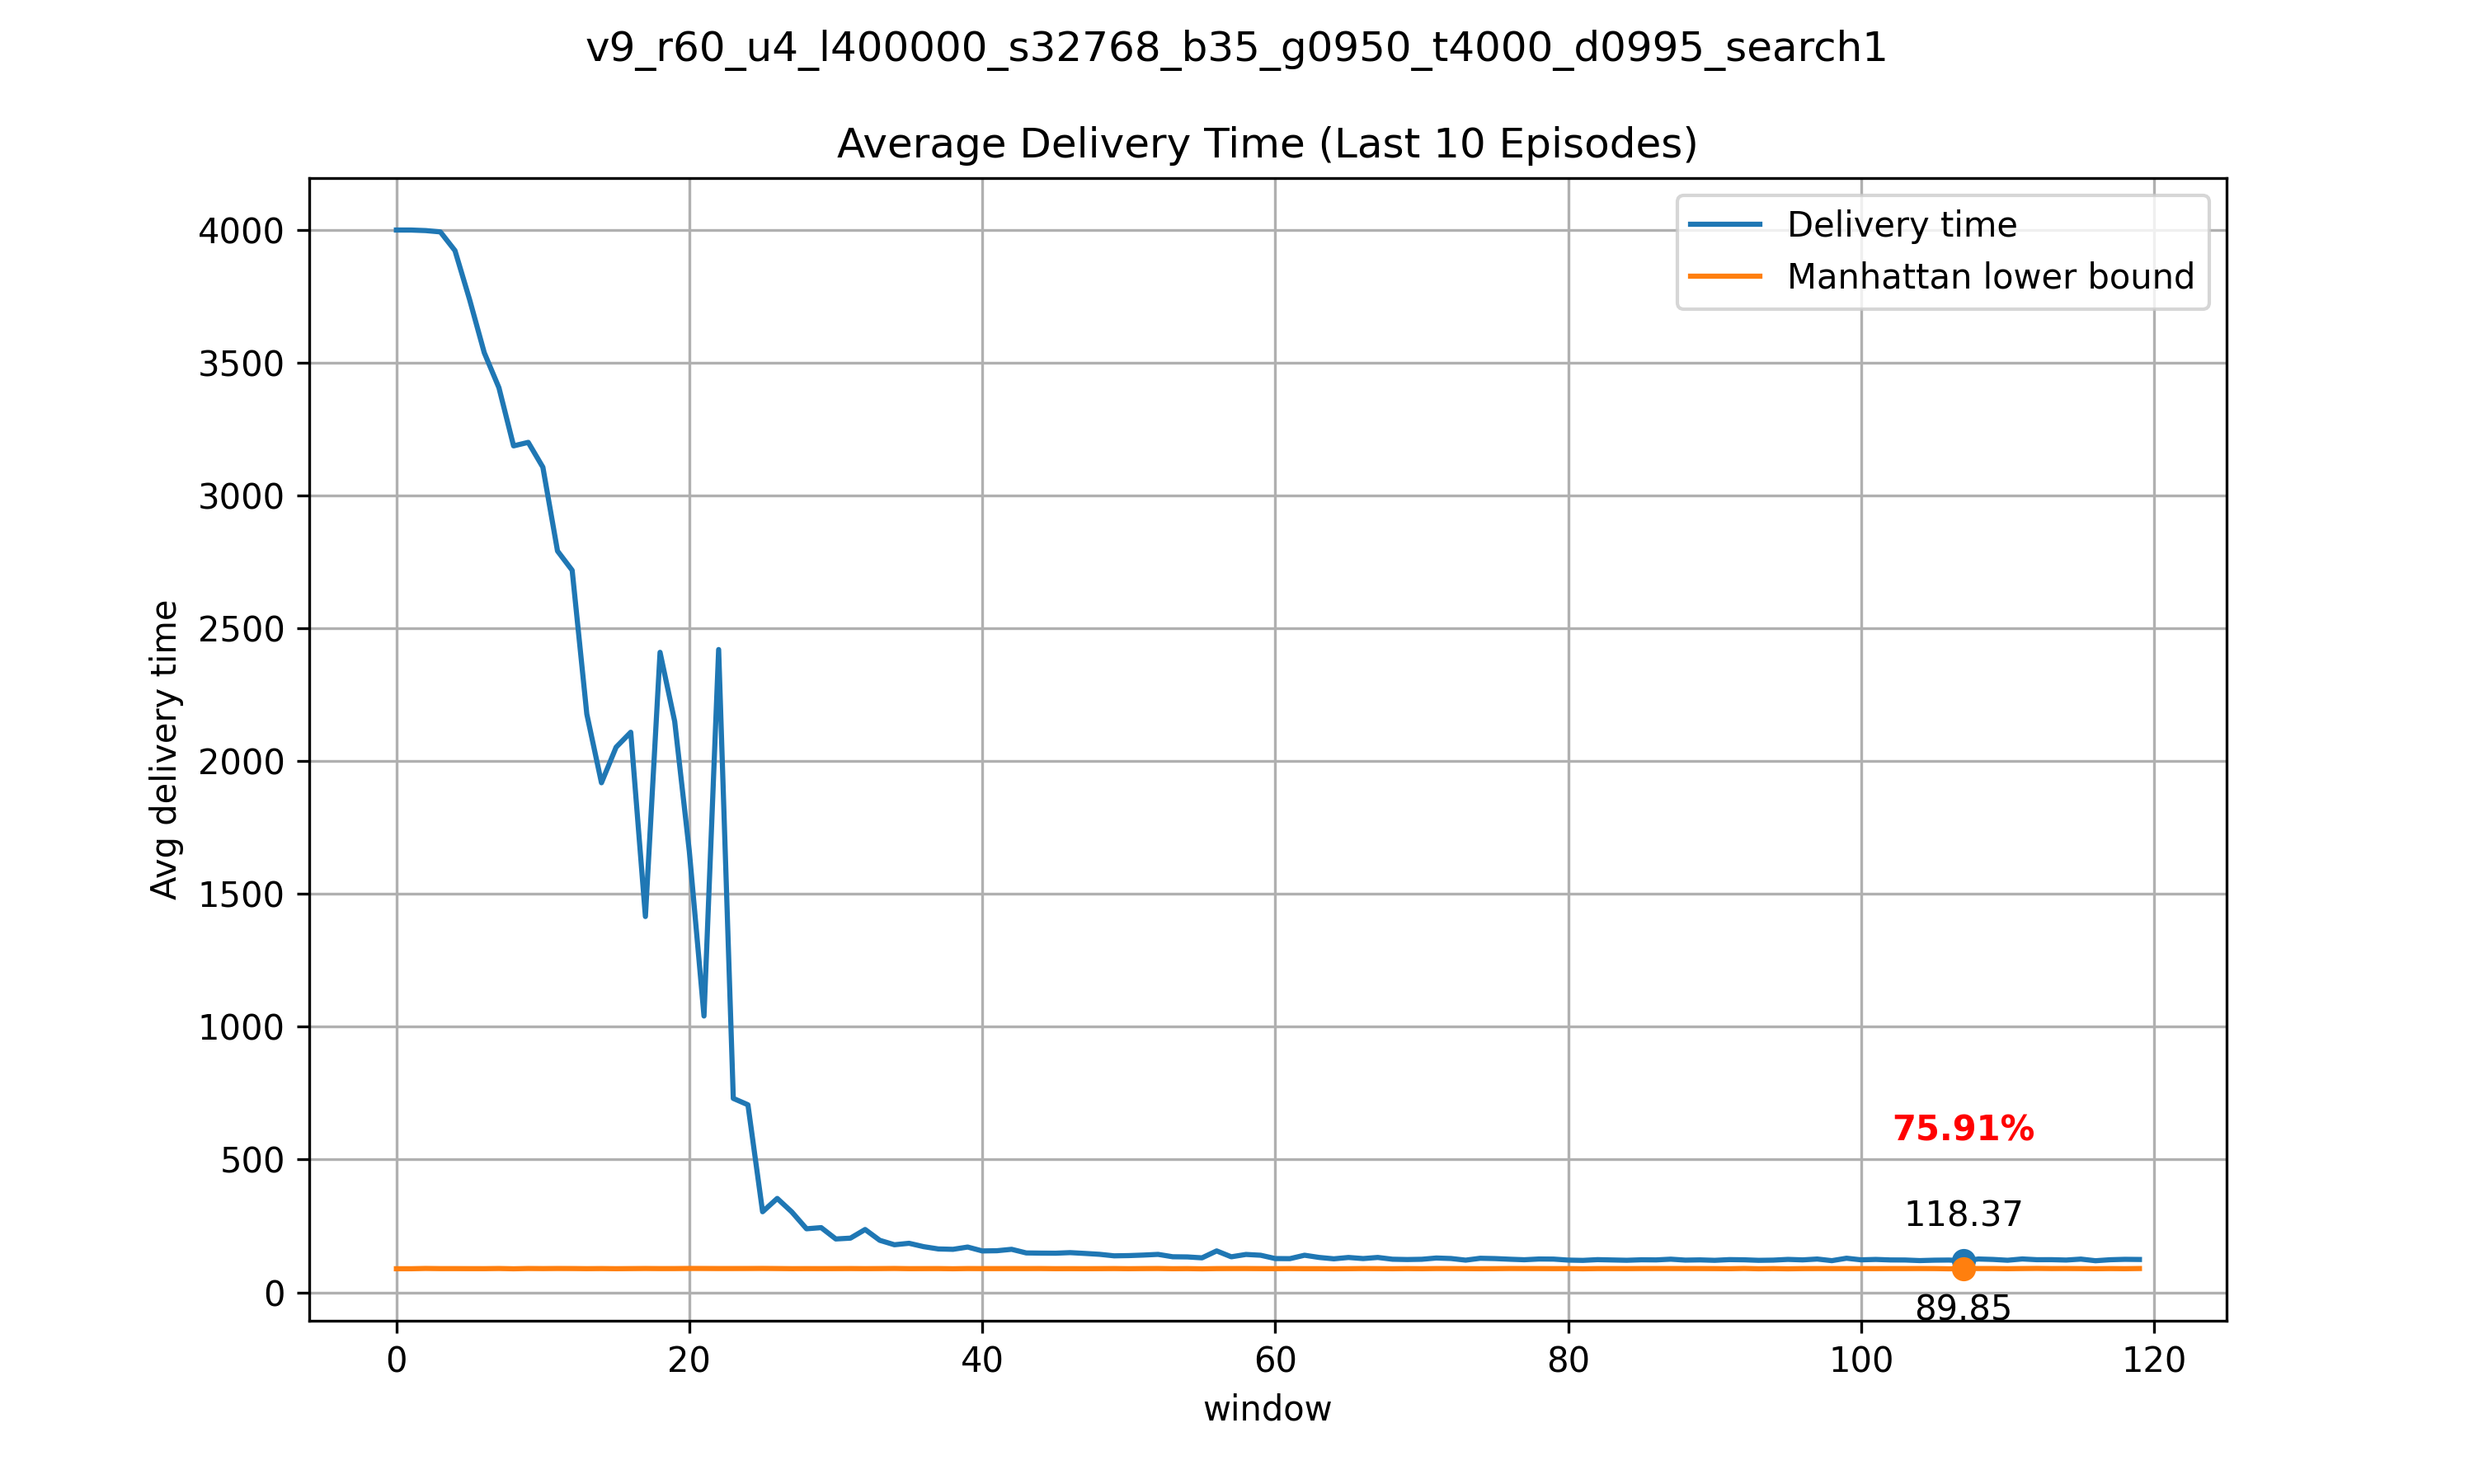 v9_r60_u4_l400000_s32768_b35_g0950_t4000_d0995_search1
Average Delivery Time (Last 10 Episodes)
Delivery time
Manhattan lower bound
Avg delivery time
4000
3500
3000
2500
2000
1500
1000
500
0
75.91%
118.37
89.85
0 20 40 60 80 100 120
window